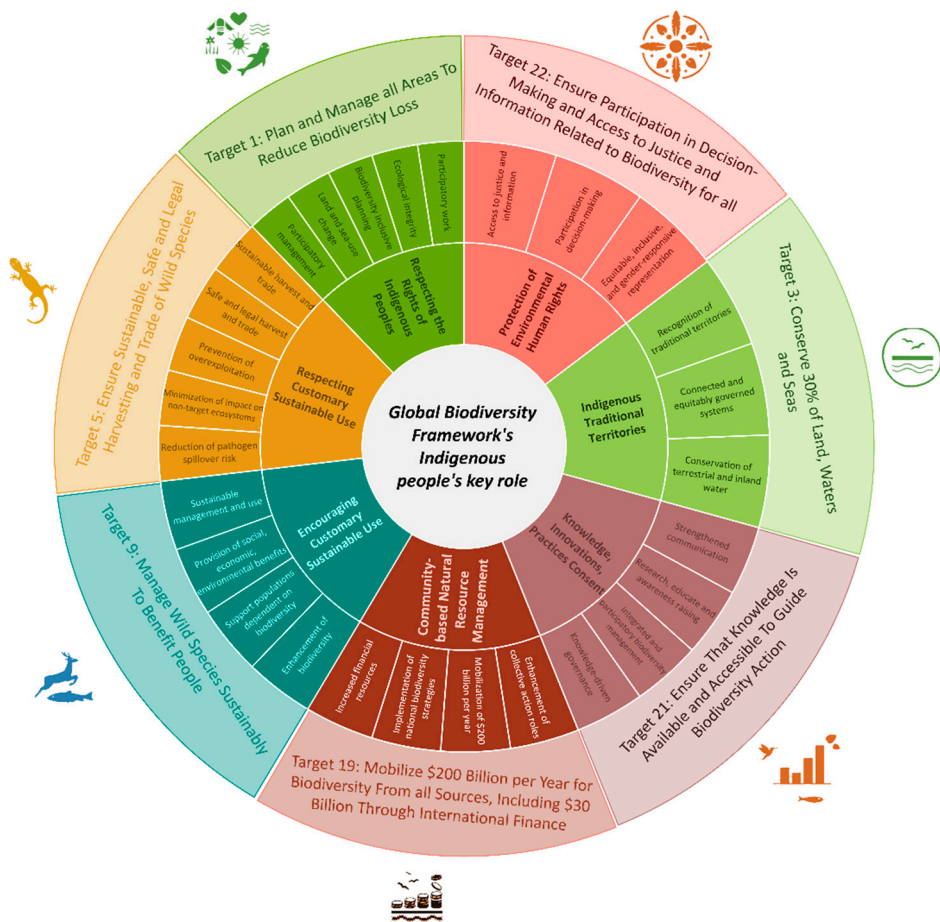 Global Biodiversity
Framework's
Indigenous
people's key role
Target 22: Ensure Participation in Decision-
Making and Access to Justice and
Information Related to Biodiversity for all
Access to justice and
information
Participation in
decision-making
Equitable, inclusive,
and gender-responsive
representation
Protection of
Environmental
Human Rights
Target 3: Conserve 30% of Land, Waters
and Seas
Recognition of
traditional territories
Connected and
equitably governed
systems
Conservation of
terrestrial and inland
water
Indigenous
Traditional
Territories
Target 21: Ensure That Knowledge Is
Available and Accessible To Guide
Biodiversity Action
Strengthened
communication
Research, educate and
awareness raising
integrated and
participatory biodiversity
management
Knowledge-driven
governance
Knowledge,
Innovations,
Practices Consent
Target 19: Mobilize $200 Billion per Year for
Biodiversity From all Sources, Including $30
Billion Through International Finance
Increased financial
resources
Implementation of
national biodiversity
strategies
Mobilization of $200
billion per year
Enhancement of
collective action roles
Community-
based Natural
Resource
Management
Target 9: Manage Wild Species Sustainably
To Benefit People
Sustainable
management and use
Provision of social,
economic,
environmental benefits
Support populations
dependent on
biodiversity
Enhancement of
biodiversity
Encouraging
Customary
Sustainable Use
Target 5: Ensure Sustainable, Safe and Legal
Harvesting and Trade of Wild Species
Sustainable harvest and
trade
Safe and legal harvest
and trade
Prevention of
overexploitation
Minimization of impact on
non-target ecosystems
Reduction of pathogen
spillover risk
Respecting
Customary
Sustainable Use
Target 1: Plan and Manage all Areas To
Reduce Biodiversity Loss
Participatory
management
Land and sea-use
change
Biodiversity inclusive
planning
Ecological integrity
Participatory work
Respecting the
Rights of
Indigenous
Peoples